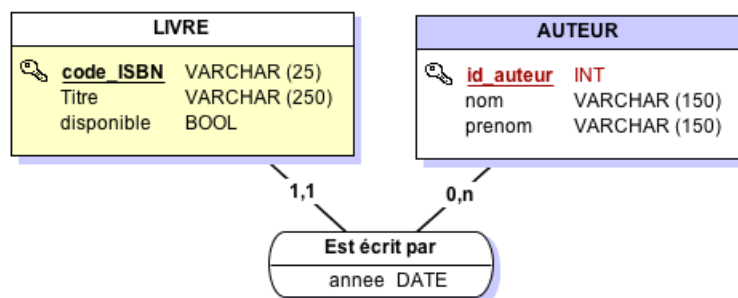 LIVRE
code_ISBN VARCHAR (25)
Titre VARCHAR (250)
disponible BOOL
AUTEUR
id_auteur INT
nom VARCHAR (150)
prenom VARCHAR (150)
1,1
0,n
Est écrit par
annee DATE